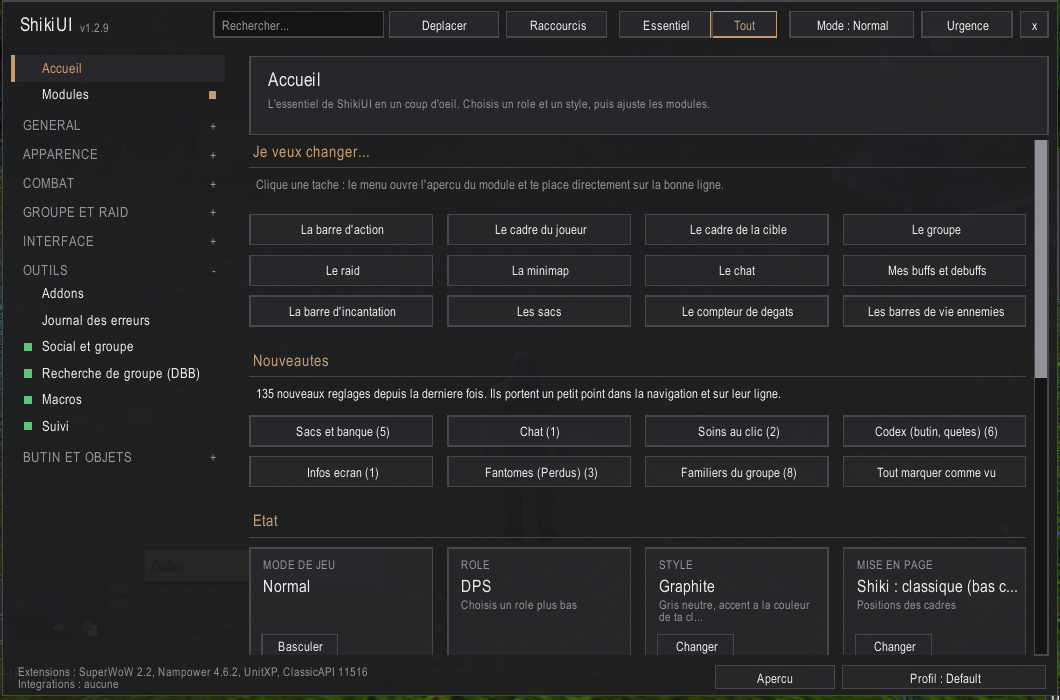 ShikiUI v1.2.9
Rechercher...
Deplacer
Raccourcis
Essentiel
Tout
Mode : Normal
Urgence
x
Accueil
Modules
GENERAL +
APPARENCE +
COMBAT +
GROUPE ET RAID +
INTERFACE +
OUTILS -
Addons
Journal des erreurs
Social et groupe
Recherche de groupe (DBB)
Macros
Suivi
BUTIN ET OBJETS +
Accueil
L'essentiel de ShikiUI en un coup d'oeil. Choisis un role et un style, puis ajuste les modules.
Je veux changer...
Clique une tache : le menu ouvre l'apercu du module et te place directement sur la bonne ligne.
La barre d'action
Le cadre du joueur
Le cadre de la cible
Le groupe
Le raid
La minimap
Le chat
Mes buffs et debuffs
La barre d'incantation
Les sacs
Le compteur de degats
Les barres de vie ennemies
Nouveautes
135 nouveaux reglages depuis la derniere fois. Ils portent un petit point dans la navigation et sur leur ligne.
Sacs et banque (5)
Chat (1)
Soins au clic (2)
Codex (butin, quetes) (6)
Infos ecran (1)
Fantomes (Perdus) (3)
Familiers du groupe (8)
Tout marquer comme vu
Etat
MODE DE JEU
Normal
Basculer
ROLE
DPS
Choisis un role plus bas
STYLE
Graphite
Gris neutre, accent a la couleur
de ta cl...
Changer
MISE EN PAGE
Shiki : classique (bas c...
Positions des cadres
Changer
Extensions : SuperWoW 2.2, Nampower 4.6.2, UnitXP, ClassicAPI 11516
Integrations : aucune
Apercu
Profil : Default